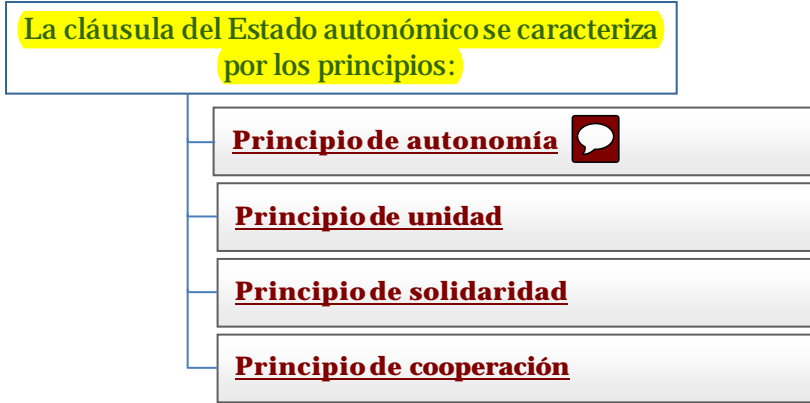 La cláusula del Estado autonómico se caracteriza
por los principios:
Principio de autonomía
Principio de unidad
Principio de solidaridad
Principio de cooperación